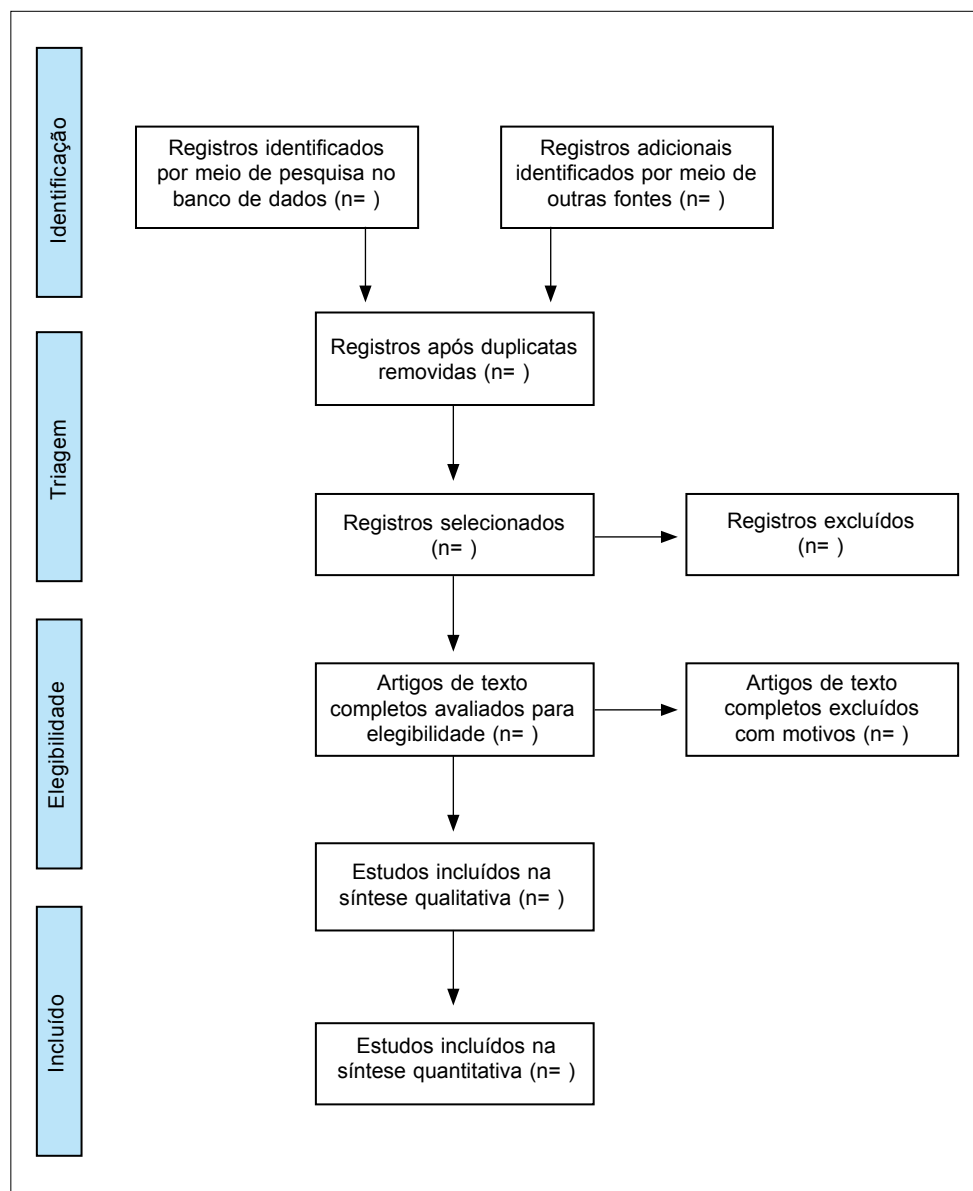 Identificação
Registros identificados
por meio de pesquisa no
banco de dados (n= )
Registros adicionais
identificados por meio de
outras fontes (n= )
Triagem
Registros após duplicatas
removidas (n= )
Registros selecionados
(n= )
Registros excluídos
(n= )
Elegibilidade
Artigos de texto
completos avaliados para
elegibilidade (n= )
Artigos de texto
completos excluídos
com motivos (n= )
Estudos incluídos na
síntese qualitativa (n= )
Incluído
Estudos incluídos na
síntese quantitativa (n= )